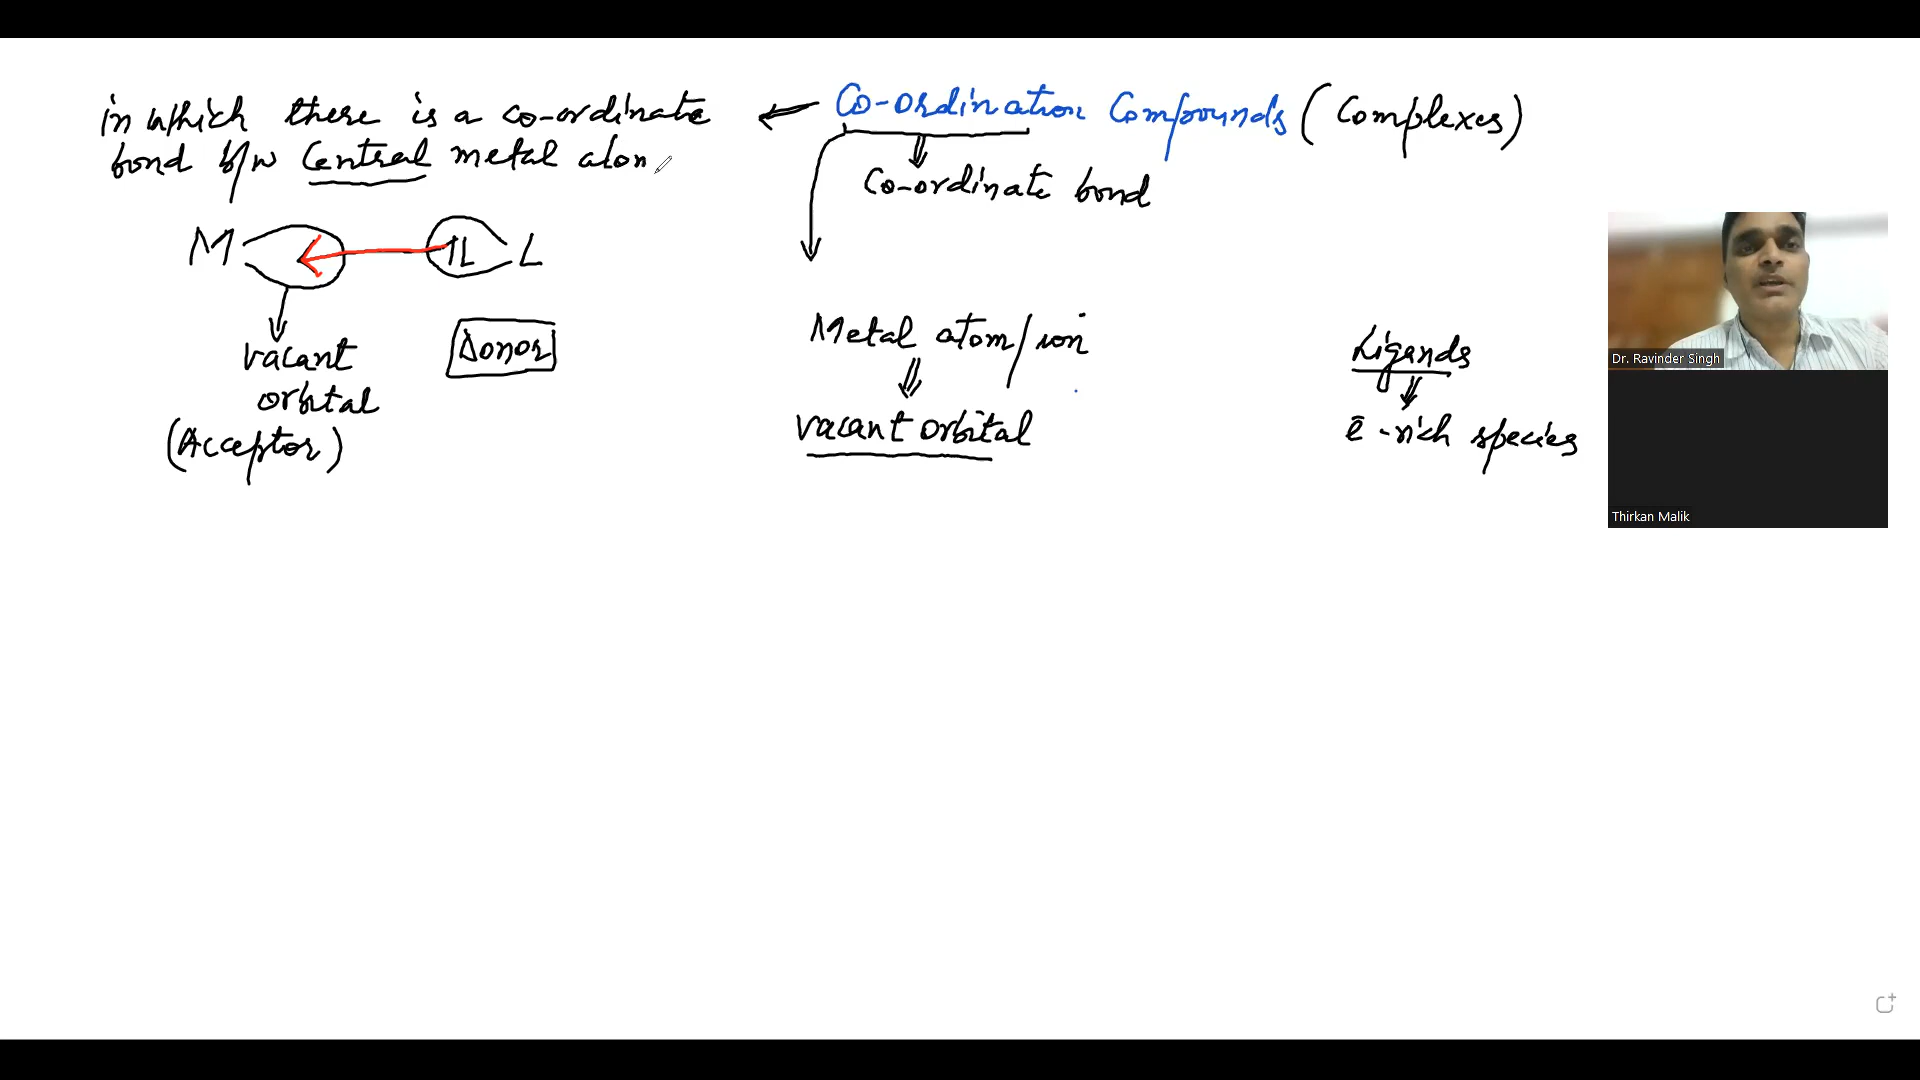 Co-ordination Compounds (Complexes)
in which there is a co-ordinate
bond b/w Central metal atom
Co-ordinate bond
M
1L
L
vacant
orbital
(Acceptor)
Donor
Metal atom/ion
vacant orbital
Ligands
ē-rich species
Dr. Ravinder Singh
Thirkan Malik